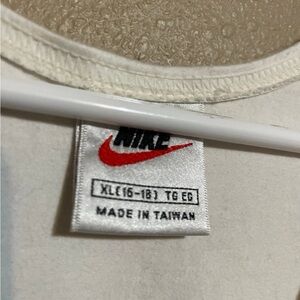 NIKE
XL(16-18) TG EG
MADE IN TAIWAN